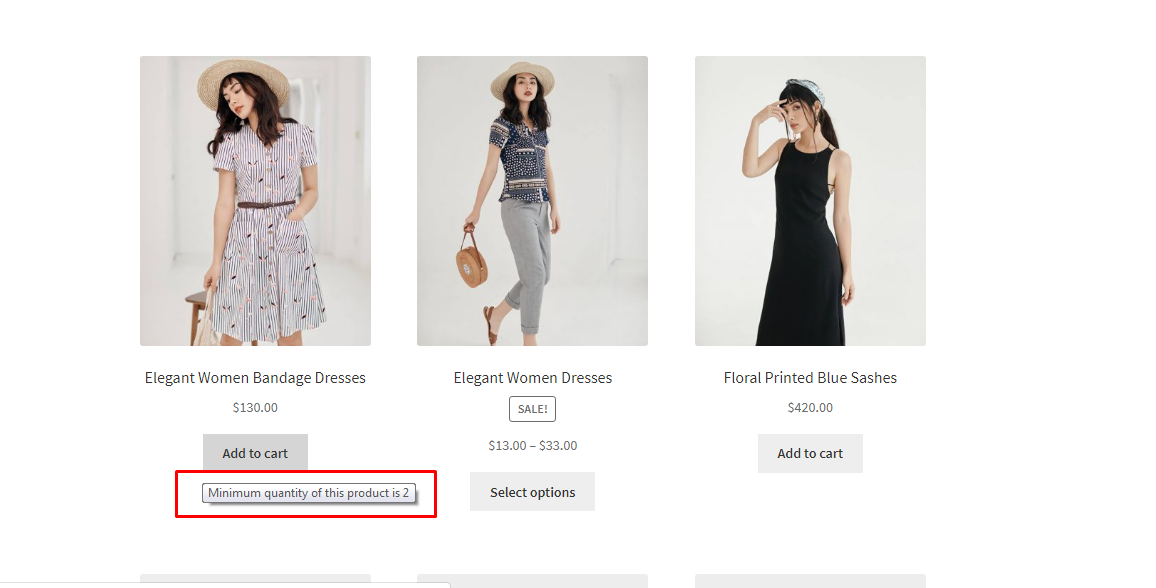 Elegant Women Bandage Dresses
$130.00
Add to cart
Minimum quantity of this product is 2
Elegant Women Dresses
SALE!
$13.00 – $33.00
Select options
Floral Printed Blue Sashes
$420.00
Add to cart